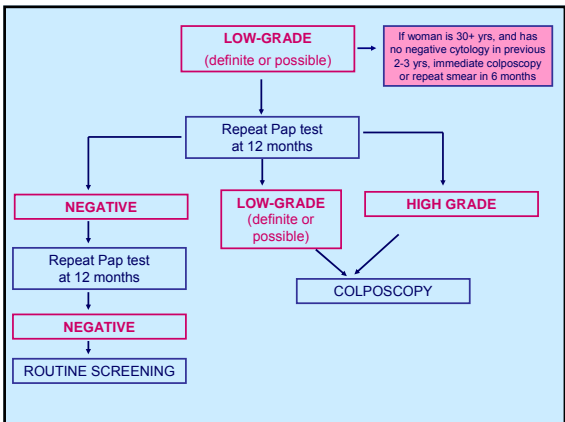 LOW-GRADE
(definite or possible)
If woman is 30+ yrs, and has
no negative cytology in previous
2-3 yrs, immediate colposcopy
or repeat smear in 6 months
Repeat Pap test
at 12 months
NEGATIVE
LOW-GRADE
(definite or
possible)
HIGH GRADE
Repeat Pap test
at 12 months
COLPOSCOPY
NEGATIVE
ROUTINE SCREENING